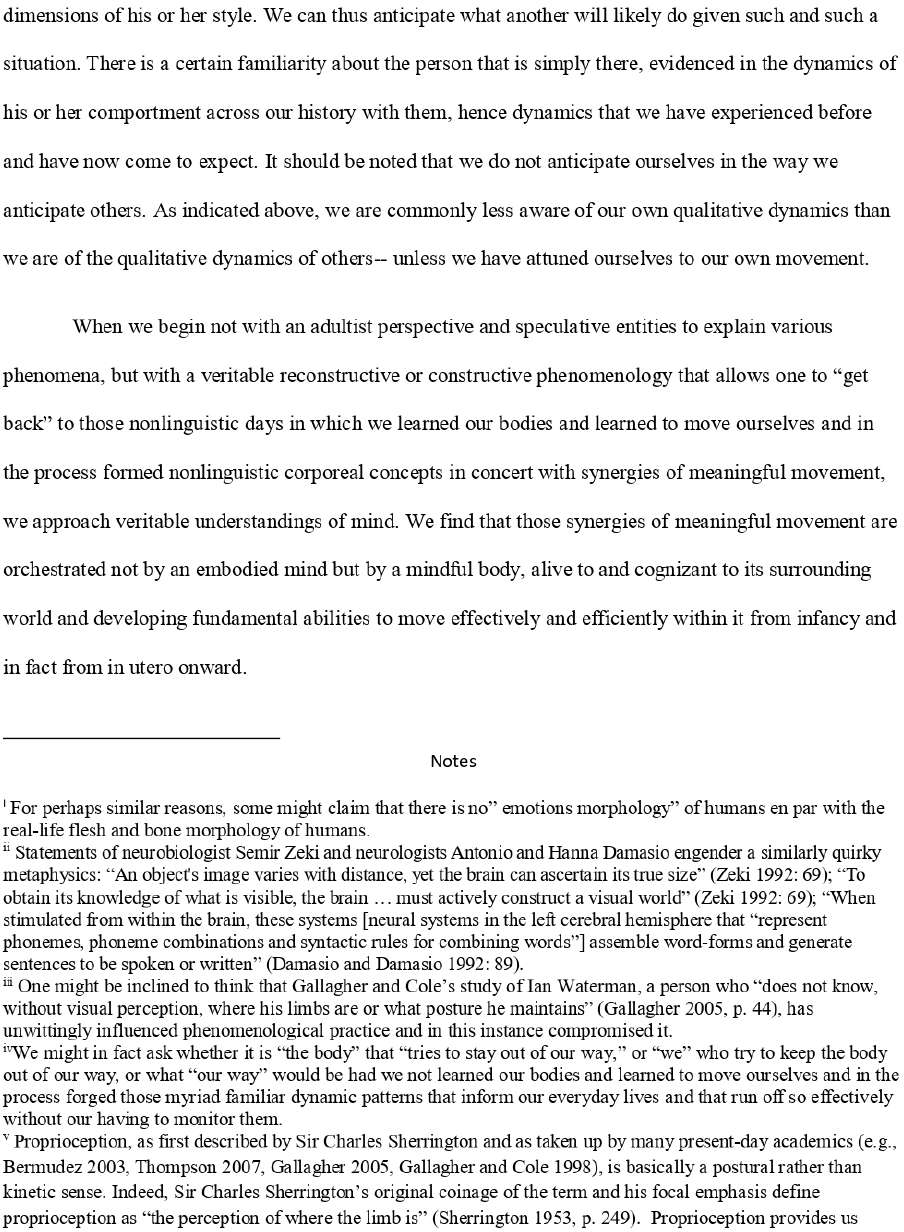 dimensions of his or her style. We can thus anticipate what another will likely do given such and such a
situation. There is a certain familiarity about the person that is simply there, evidenced in the dynamics of
his or her comportment across our history with them, hence dynamics that we have experienced before
and have now come to expect. It should be noted that we do not anticipate ourselves in the way we
anticipate others. As indicated above, we are commonly less aware of our own qualitative dynamics than
we are of the qualitative dynamics of others-- unless we have attuned ourselves to our own movement.
When we begin not with an adultist perspective and speculative entities to explain various
phenomena, but with a veritable reconstructive or constructive phenomenology that allows one to “get
back” to those nonlinguistic days in which we learned our bodies and learned to move ourselves and in
the process formed nonlinguistic corporeal concepts in concert with synergies of meaningful movement,
we approach veritable understandings of mind. We find that those synergies of meaningful movement are
orchestrated not by an embodied mind but by a mindful body, alive to and cognizant to its surrounding
world and developing fundamental abilities to move effectively and efficiently within it from infancy and
in fact from in utero onward.
Notes
i For perhaps similar reasons, some might claim that there is no” emotions morphology” of humans en par with the
real-life flesh and bone morphology of humans.
ii Statements of neurobiologist Semir Zeki and neurologists Antonio and Hanna Damasio engender a similarly quirky
metaphysics: “An object's image varies with distance, yet the brain can ascertain its true size” (Zeki 1992: 69); “To
obtain its knowledge of what is visible, the brain … must actively construct a visual world” (Zeki 1992: 69); “When
stimulated from within the brain, these systems [neural systems in the left cerebral hemisphere that “represent
phonemes, phoneme combinations and syntactic rules for combining words”] assemble word-forms and generate
sentences to be spoken or written” (Damasio and Damasio 1992: 89).
iii One might be inclined to think that Gallagher and Cole’s study of Ian Waterman, a person who “does not know,
without visual perception, where his limbs are or what posture he maintains” (Gallagher 2005, p. 44), has
unwittingly influenced phenomenological practice and in this instance compromised it.
ivWe might in fact ask whether it is “the body” that “tries to stay out of our way,” or “we” who try to keep the body
out of our way, or what “our way” would be had we not learned our bodies and learned to move ourselves and in the
process forged those myriad familiar dynamic patterns that inform our everyday lives and that run off so effectively
without our having to monitor them.
v Proprioception, as first described by Sir Charles Sherrington and as taken up by many present-day academics (e.g.,
Bermudez 2003, Thompson 2007, Gallagher 2005, Gallagher and Cole 1998), is basically a postural rather than
kinetic sense. Indeed, Sir Charles Sherrington’s original coinage of the term and his focal emphasis define
proprioception as “the perception of where the limb is” (Sherrington 1953, p. 249). Proprioception provides us